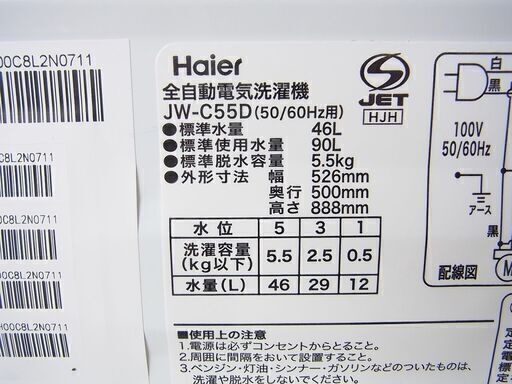 00C8L2N0711
C8L2N0711
0C8L2N0711
0C8L2N0711
00C8L2N0711
H00C8L2N0711
Haier
全自動電気洗濯機
JW-C55D(50/60Hz用)
S
JET
HJH
●標準水量 46L
●標準使用水量 90L
●標準脱水容量 5.5kg
●外形寸法 幅 526mm
奥行 500mm
高さ 888mm
水位 5 3 1
洗濯容量(kg以下) 5.5 2.5 0.5
水量(L) 46 29 12
白
黒
100V
50/60Hz
アース
黒
M
配線図
■使用上の注意
1.電源は必ずコンセントからとること。
2.周囲に間隔をおいて設置すること。
3.ベンジン・灯油・シンナー・ガソリンなどのついたものは、
洗濯や脱水をしないでください。